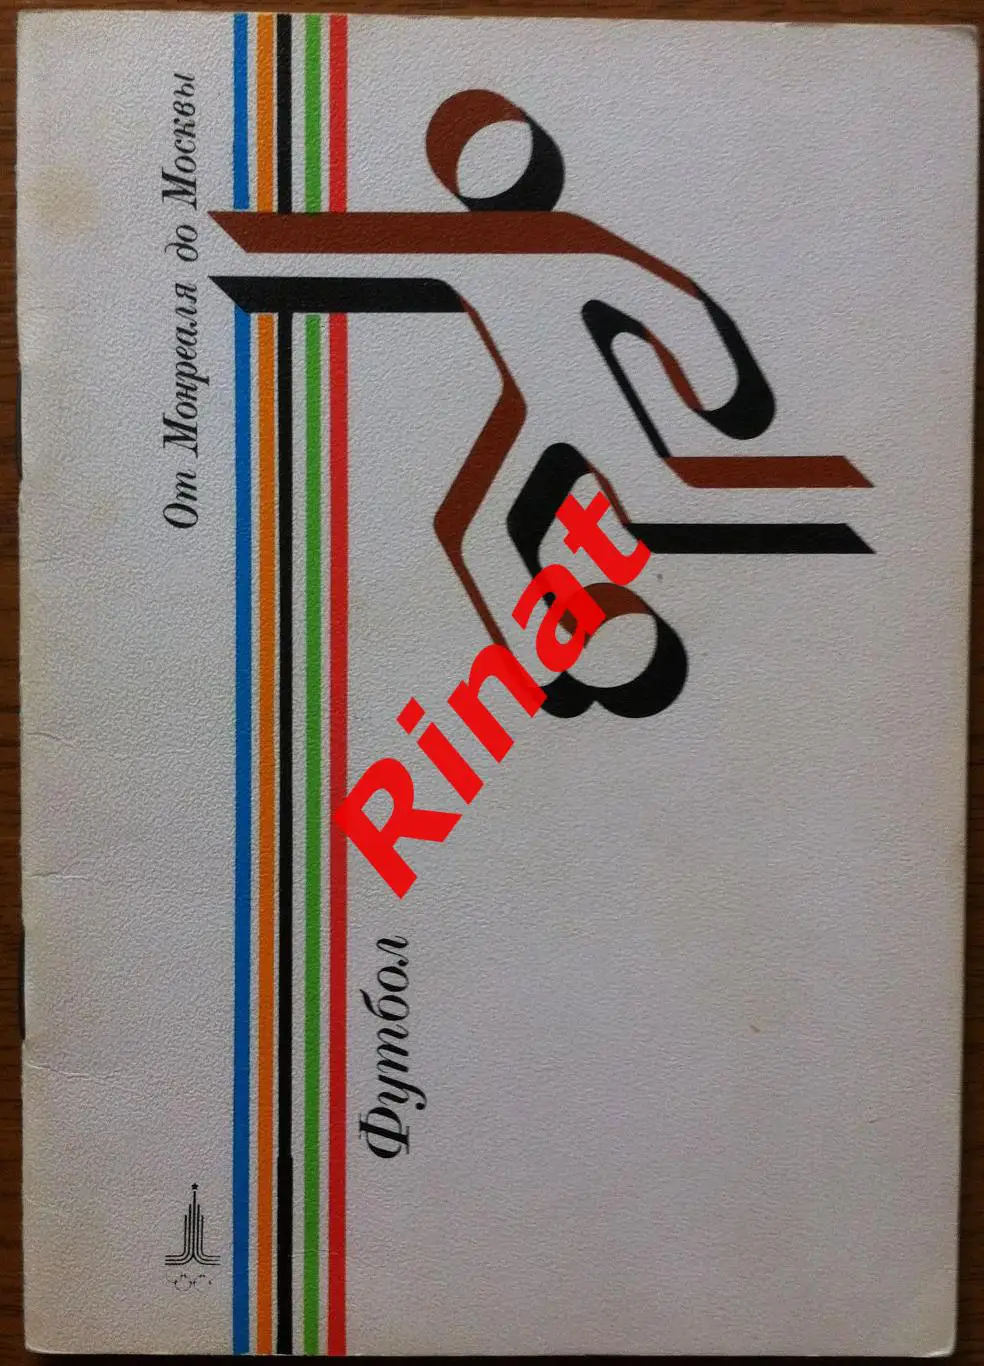 От Монреаля до Москвы
Футбол
Rinat